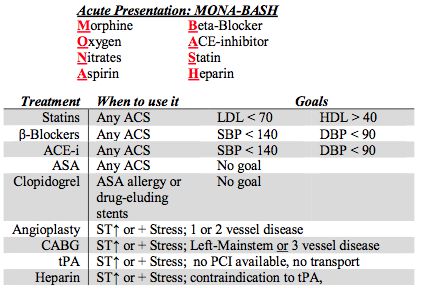 Acute Presentation: MONA-BASH
Morphine Beta-Blocker
Oxygen ACE-inhibitor
Nitrates Statin
Aspirin Heparin
Treatment When to use it Goals
Statins Any ACS LDL < 70 HDL > 40
β-Blockers Any ACS SBP < 140 DBP < 90
ACE-i Any ACS SBP < 140 DBP < 90
ASA Any ACS No goal
Clopidogrel ASA allergy or No goal
drug-eluding
stents
Angioplasty ST↑ or + Stress; 1 or 2 vessel disease
CABG ST↑ or + Stress; Left-Mainstem or 3 vessel disease
tPA ST↑ or + Stress; no PCI available, no transport
Heparin ST↑ or + Stress; contraindication to tPA,